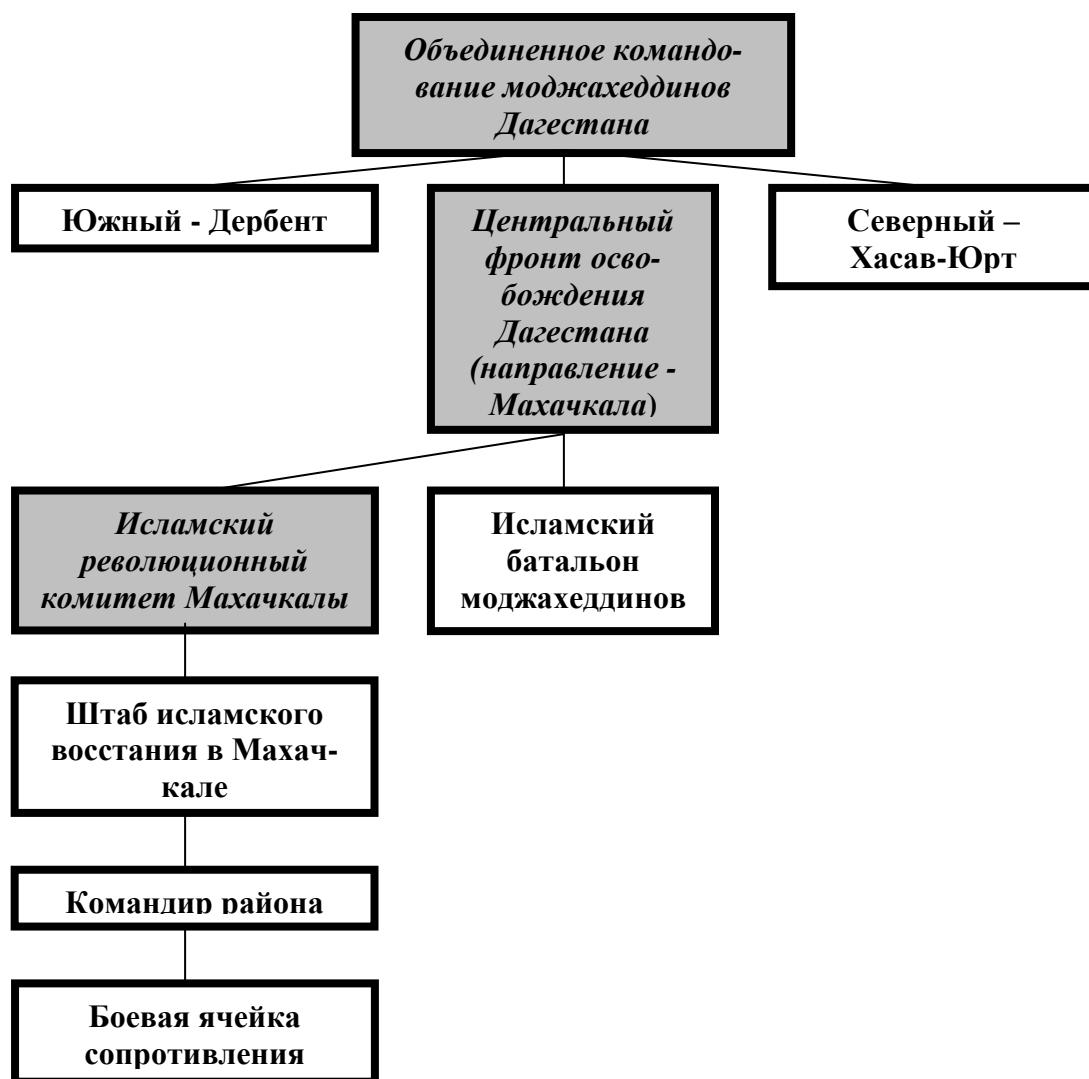 Объединенное командо-
вание моджахеддинов
Дагестана
Южный - Дербент
Центральный
фронт осво-
бождения
Дагестана
(направление -
Махачкала)
Северный –
Хасав-Юрт
Исламский
революционный
комитет Махачкалы
Исламский
батальон
моджахеддинов
Штаб исламского
восстания в Махач-
кале
Командир района
Боевая ячейка
сопротивления